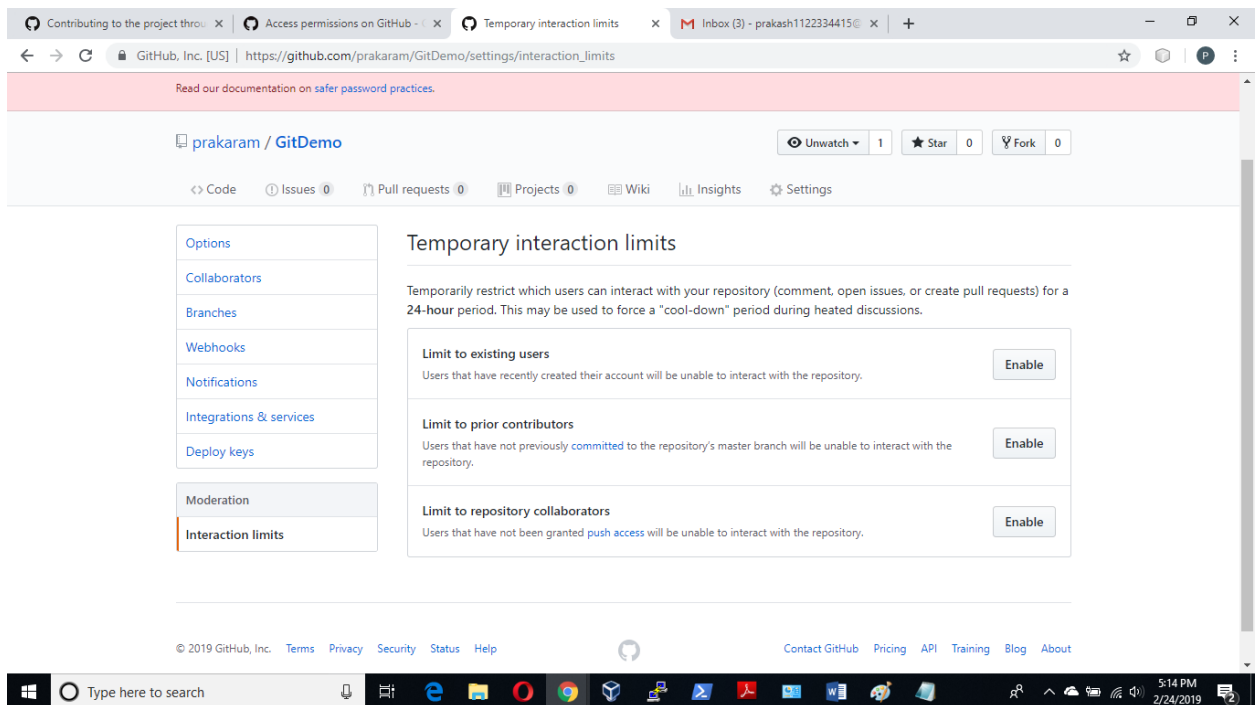 Contributing to the project throu
Access permissions on GitHub -
Temporary interaction limits
Inbox (3) - prakash1122334415@
GitHub, Inc. [US] | https://github.com/prakaram/GitDemo/settings/interaction_limits
P
Read our documentation on safer password practices.
prakaram / GitDemo
Unwatch 1
Star 0
Fork 0
Code
Issues 0
Pull requests 0
Projects 0
Wiki
Insights
Settings
Options
Collaborators
Branches
Webhooks
Notifications
Integrations & services
Deploy keys
Moderation
Interaction limits
Temporary interaction limits
Temporarily restrict which users can interact with your repository (comment, open issues, or create pull requests) for a
24-hour period. This may be used to force a "cool-down" period during heated discussions.
Limit to existing users
Users that have recently created their account will be unable to interact with the repository.
Enable
Limit to prior contributors
Users that have not previously committed to the repository's master branch will be unable to interact with the
repository.
Enable
Limit to repository collaborators
Users that have not been granted push access will be unable to interact with the repository.
Enable
© 2019 GitHub, Inc. Terms Privacy Security Status Help
Contact GitHub Pricing API Training Blog About
Type here to search
5:14 PM
2/24/2019
2